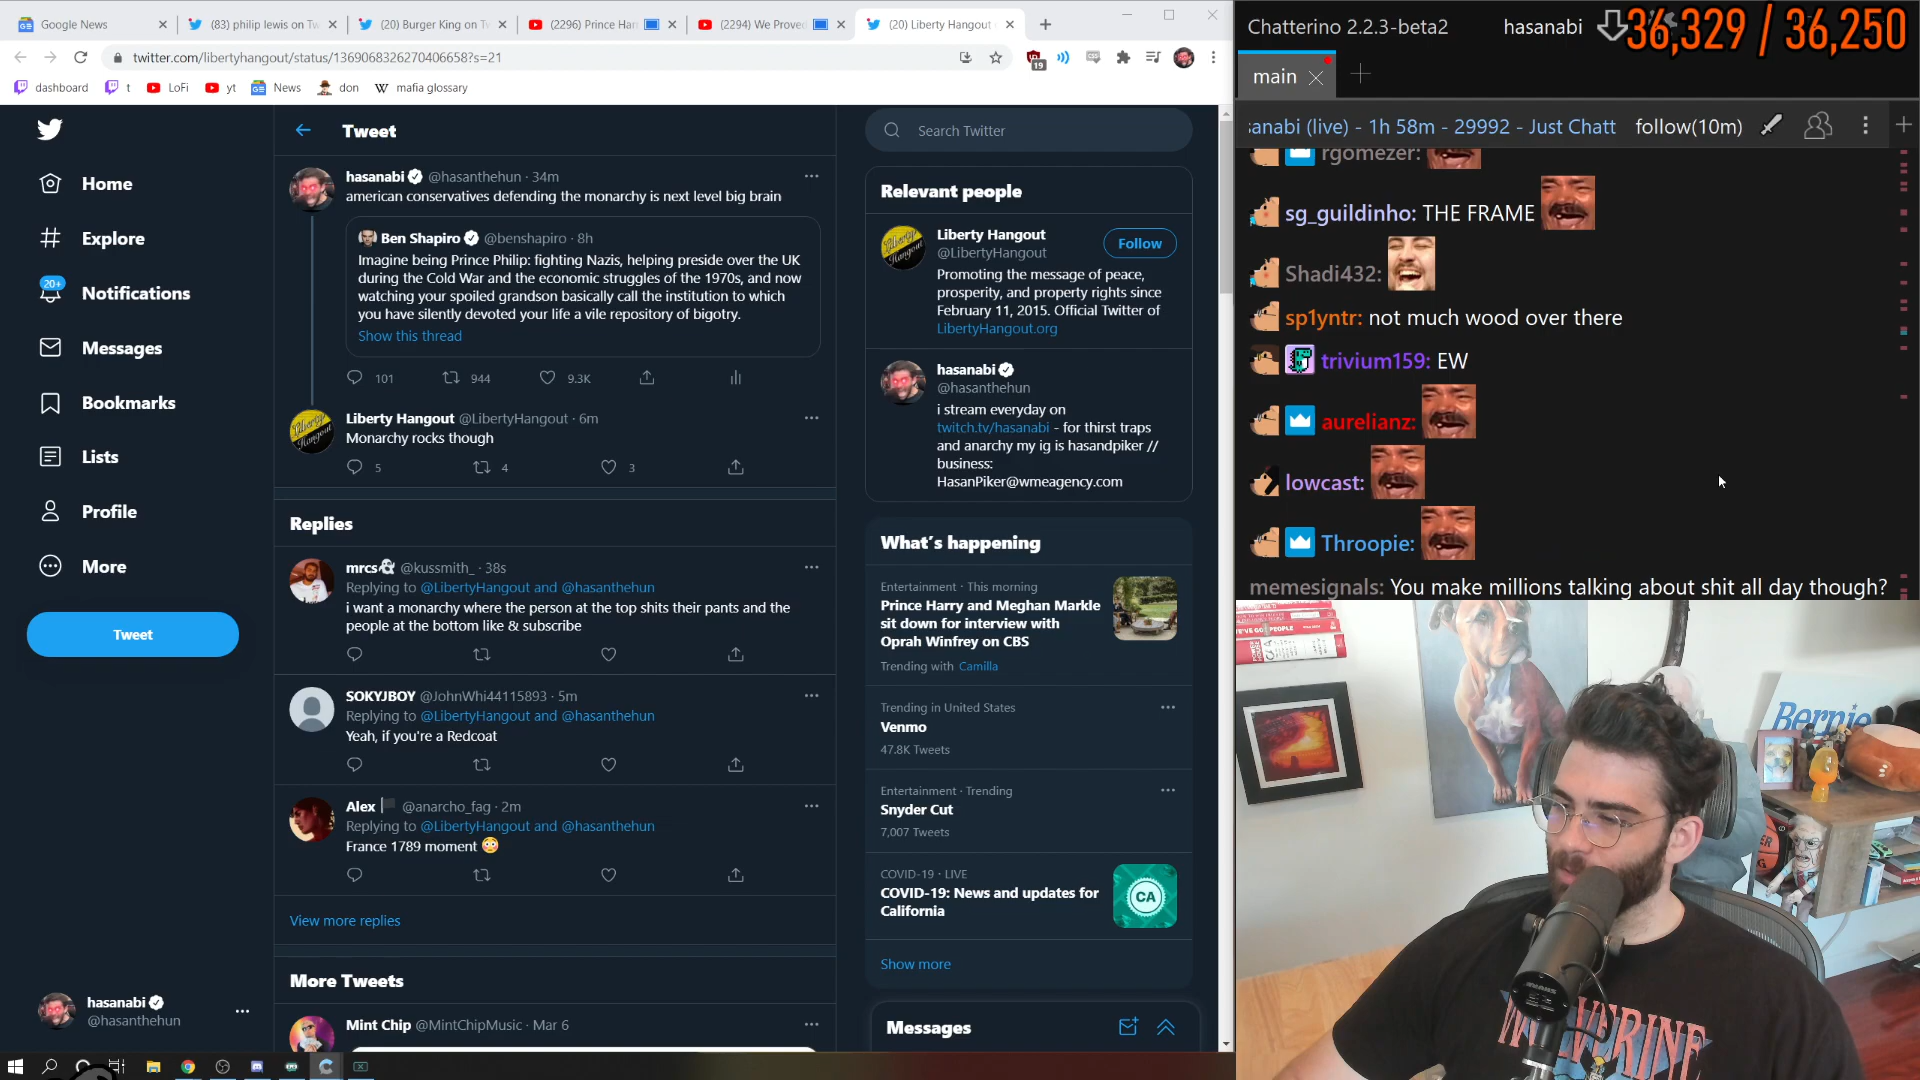 Google News
(83) philip lewis on Tw
(20) Burger King on Tw
(2296) Prince Har
(2294) We Proved
(20) Liberty Hangout
twitter.com/libertyhangout/status/1369068326270406658?s=21
19
dashboard
t
LoFi
yt
News
don
mafia glossary
Home
Explore
20+
Notifications
Messages
Bookmarks
Lists
Profile
More
Tweet
hasanabi
@hasanthehun
Tweet
hasanabi @hasanthehun · 34m
american conservatives defending the monarchy is next level big brain
Ben Shapiro @benshapiro · 8h
Imagine being Prince Philip: fighting Nazis, helping preside over the UK
during the Cold War and the economic struggles of the 1970s, and now
watching your spoiled grandson basically call the institution to which
you have silently devoted your life a vile repository of bigotry.
Show this thread
101 944 9.3K
Liberty Hangout @LibertyHangout · 6m
Monarchy rocks though
5 4 3
Replies
mrcs @kussmith_ · 38s
Replying to @LibertyHangout and @hasanthehun
i want a monarchy where the person at the top shits their pants and the
people at the bottom like & subscribe
SOKYJBOY @JohnWhi44115893 · 5m
Replying to @LibertyHangout and @hasanthehun
Yeah, if you're a Redcoat
Alex @anarcho_fag · 2m
Replying to @LibertyHangout and @hasanthehun
France 1789 moment
View more replies
More Tweets
Mint Chip @MintChipMusic · Mar 6
Search Twitter
Relevant people
Liberty Hangout
@LibertyHangout
Follow
Promoting the message of peace,
prosperity, and property rights since
February 11, 2015. Official Twitter of
LibertyHangout.org
hasanabi
@hasanthehun
i stream everyday on
twitch.tv/hasanabi - for thirst traps
and anarchy my ig is hasandpiker //
business:
HasanPiker@wmeagency.com
What's happening
Entertainment · This morning
Prince Harry and Meghan Markle
sit down for interview with
Oprah Winfrey on CBS
Trending with Camilla
Trending in United States
Venmo
47.8K Tweets
Entertainment · Trending
Snyder Cut
7,007 Tweets
COVID-19 · LIVE
COVID-19: News and updates for
California
CA
Show more
Messages
Chatterino 2.2.3-beta2
hasanabi
36,329 / 36,250
main
sanabi (live) - 1h 58m - 29992 - Just Chatt
follow(10m)
rgomezer:
sg_guildinho: THE FRAME
Shadi432:
sp1yntr: not much wood over there
trivium159: EW
aurelianz:
lowcast:
Throopie:
memesignals: You make millions talking about shit all day though?
Bernie
WOLVERINE